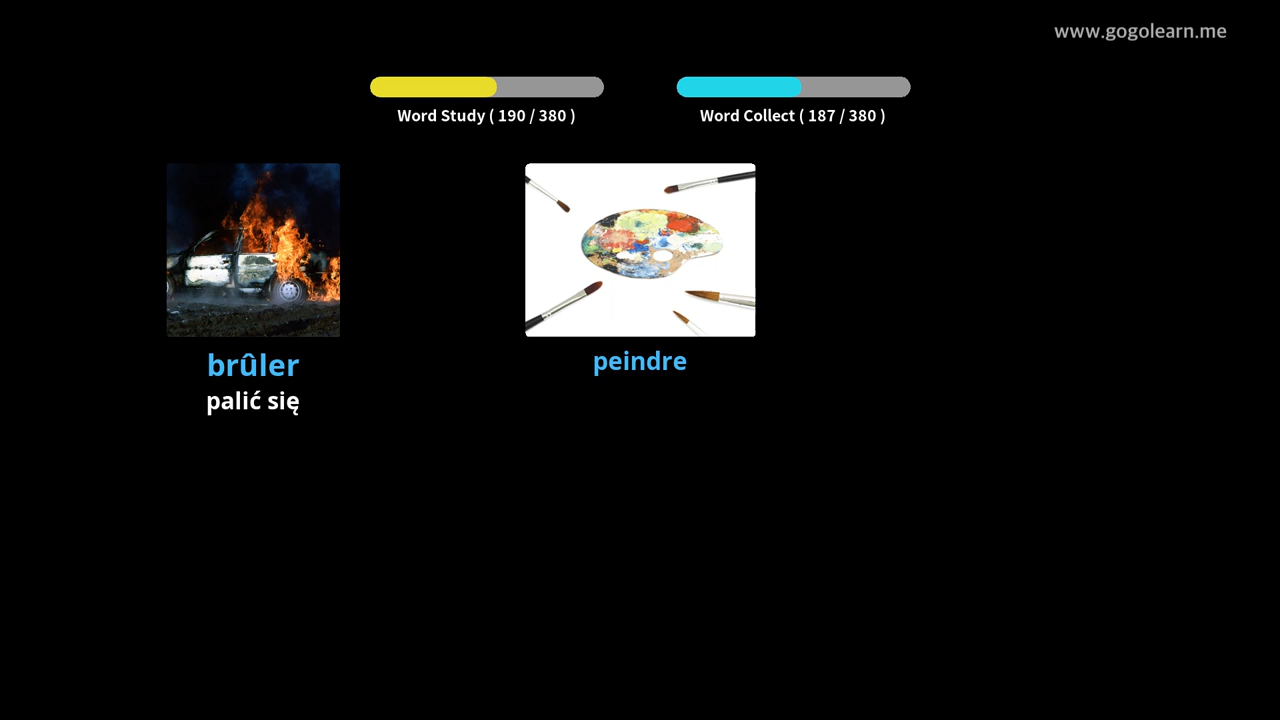 www.gogolearn.me
Word Study ( 190 / 380 )
Word Collect ( 187 / 380 )
brûler
palić się
peindre